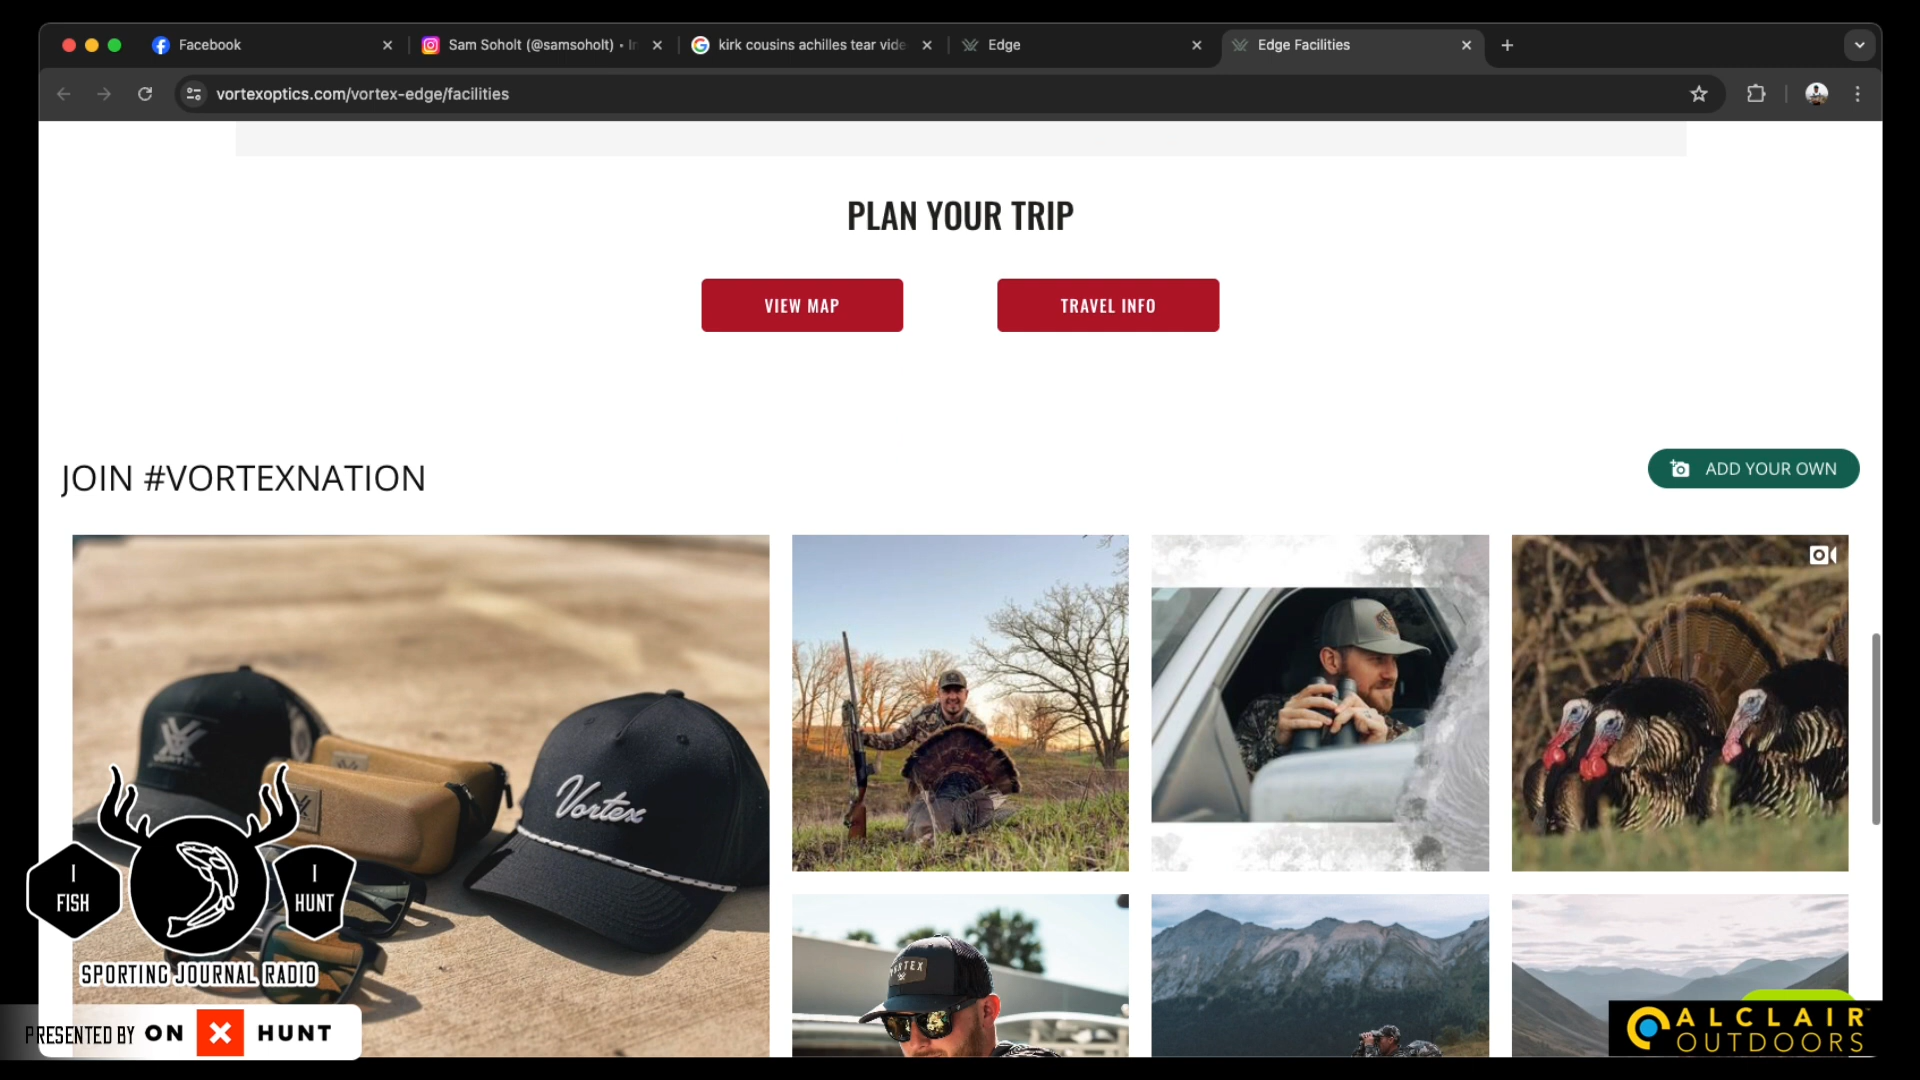 Facebook
Sam Soholt (@samsoholt) • In
kirk cousins achilles tear vide
Edge
Edge Facilities
vortexoptics.com/vortex-edge/facilities
PLAN YOUR TRIP
VIEW MAP
TRAVEL INFO
JOIN #VORTEXNATION
ADD YOUR OWN
Vortex
VORTEX
I FISH
I HUNT
SPORTING JOURNAL RADIO
PRESENTED BY ON X HUNT
ALCLAIR
OUTDOORS